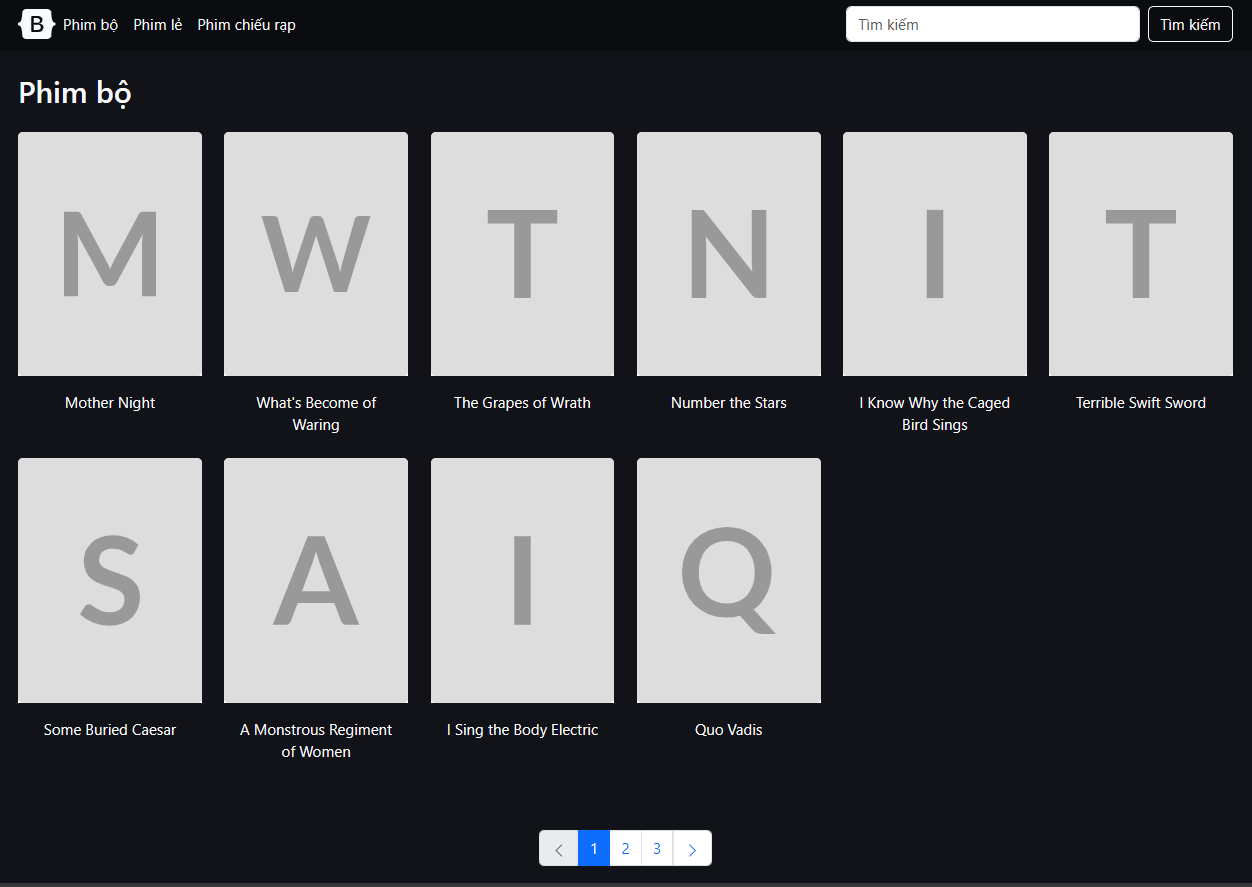 B Phim bộ Phim lẻ Phim chiếu rạp Tìm kiếm Tìm kiếm
Phim bộ
M W T N I T
Mother Night What's Become of The Grapes of Wrath Number the Stars I Know Why the Caged Terrible Swift Sword
Waring Bird Sings
S A I Q
Some Buried Caesar A Monstrous Regiment I Sing the Body Electric Quo Vadis
of Women
1 2 3